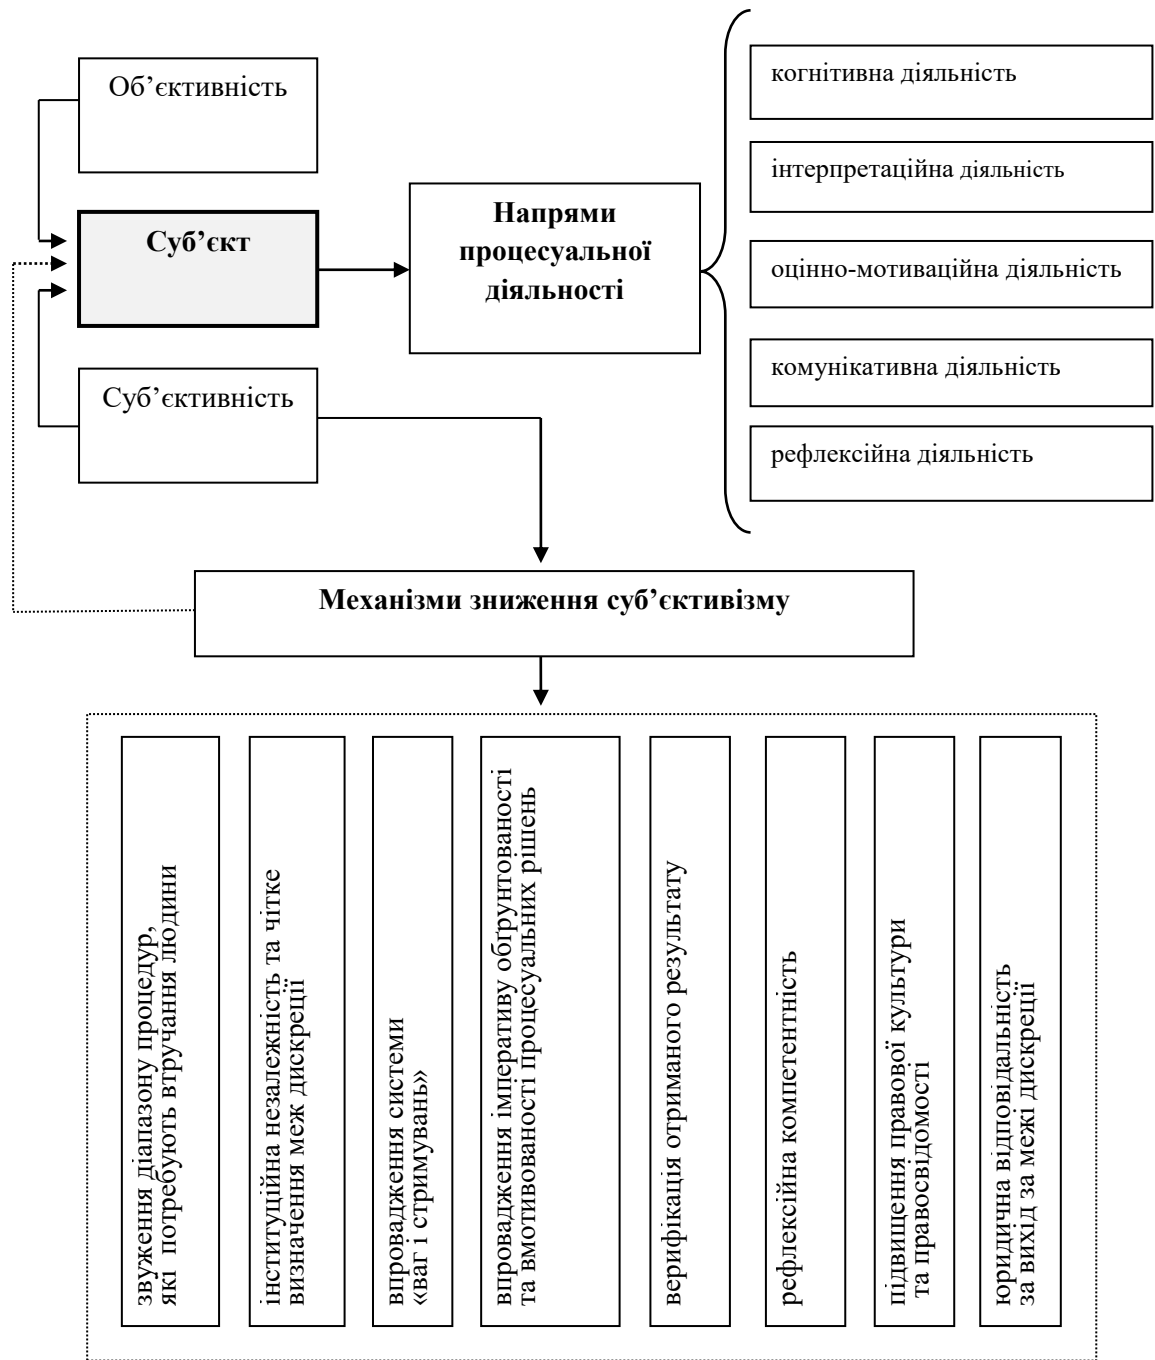 Об’єктивність
Суб’єкт
Суб’єктивність
Напрями
процесуальної
діяльності
когнітивна діяльність
інтерпретаційна діяльність
оцінно-мотиваційна діяльність
комунікативна діяльність
рефлексійна діяльність
Механізми зниження суб’єктивізму
звуження діапазону процедур,
які потребують втручання людини
інституційна незалежність та чітке
визначення меж дискреції
впровадження системи
«ваг і стримувань»
впровадження імперативу обґрунтованості
та вмотивованості процесуальних рішень
верифікація отриманого результату
рефлексійна компетентність
підвищення правової культури
та правосвідомості
юридична відповідальність
за вихід за межі дискреції